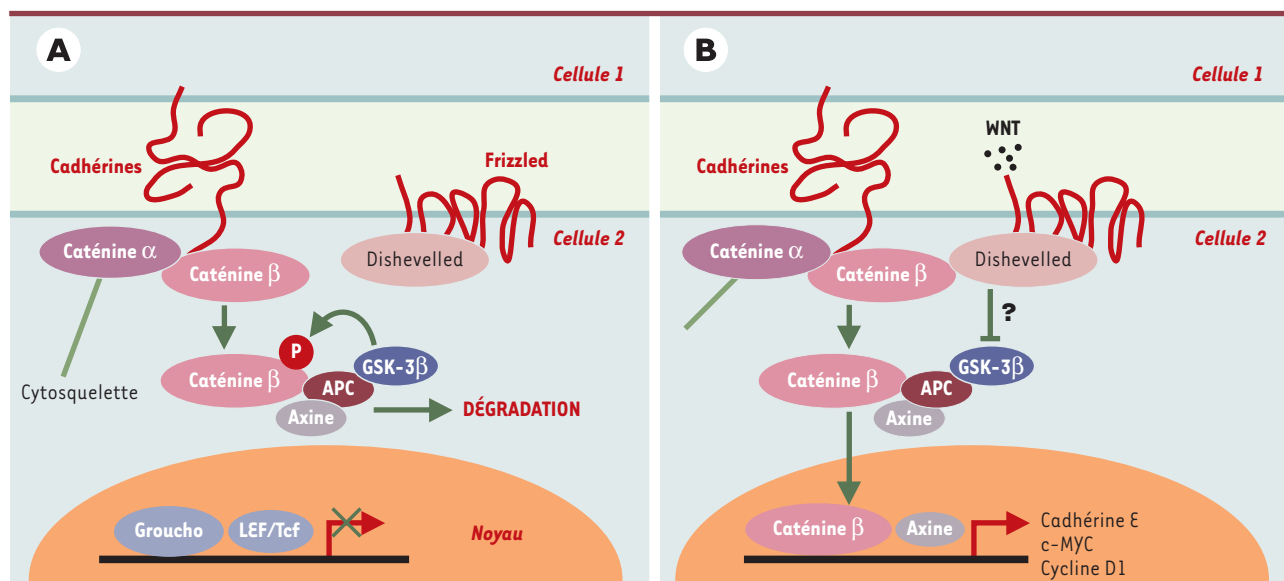 A
Cellule 1
Cadhérines
Frizzled
Cellule 2
Caténine α
Dishevelled
Caténine β
P
GSK-3β
Caténine β
APC
Cytosquelette
Axine
DÉGRADATION
Groucho
LEF/Tcf
Noyau
B
Cellule 1
WNT
Cadhérines
Cellule 2
Caténine α
Dishevelled
Caténine β
?
GSK-3β
Caténine β
APC
Axine
Caténine β
Axine
Cadhérine E
c-MYC
Cycline D1